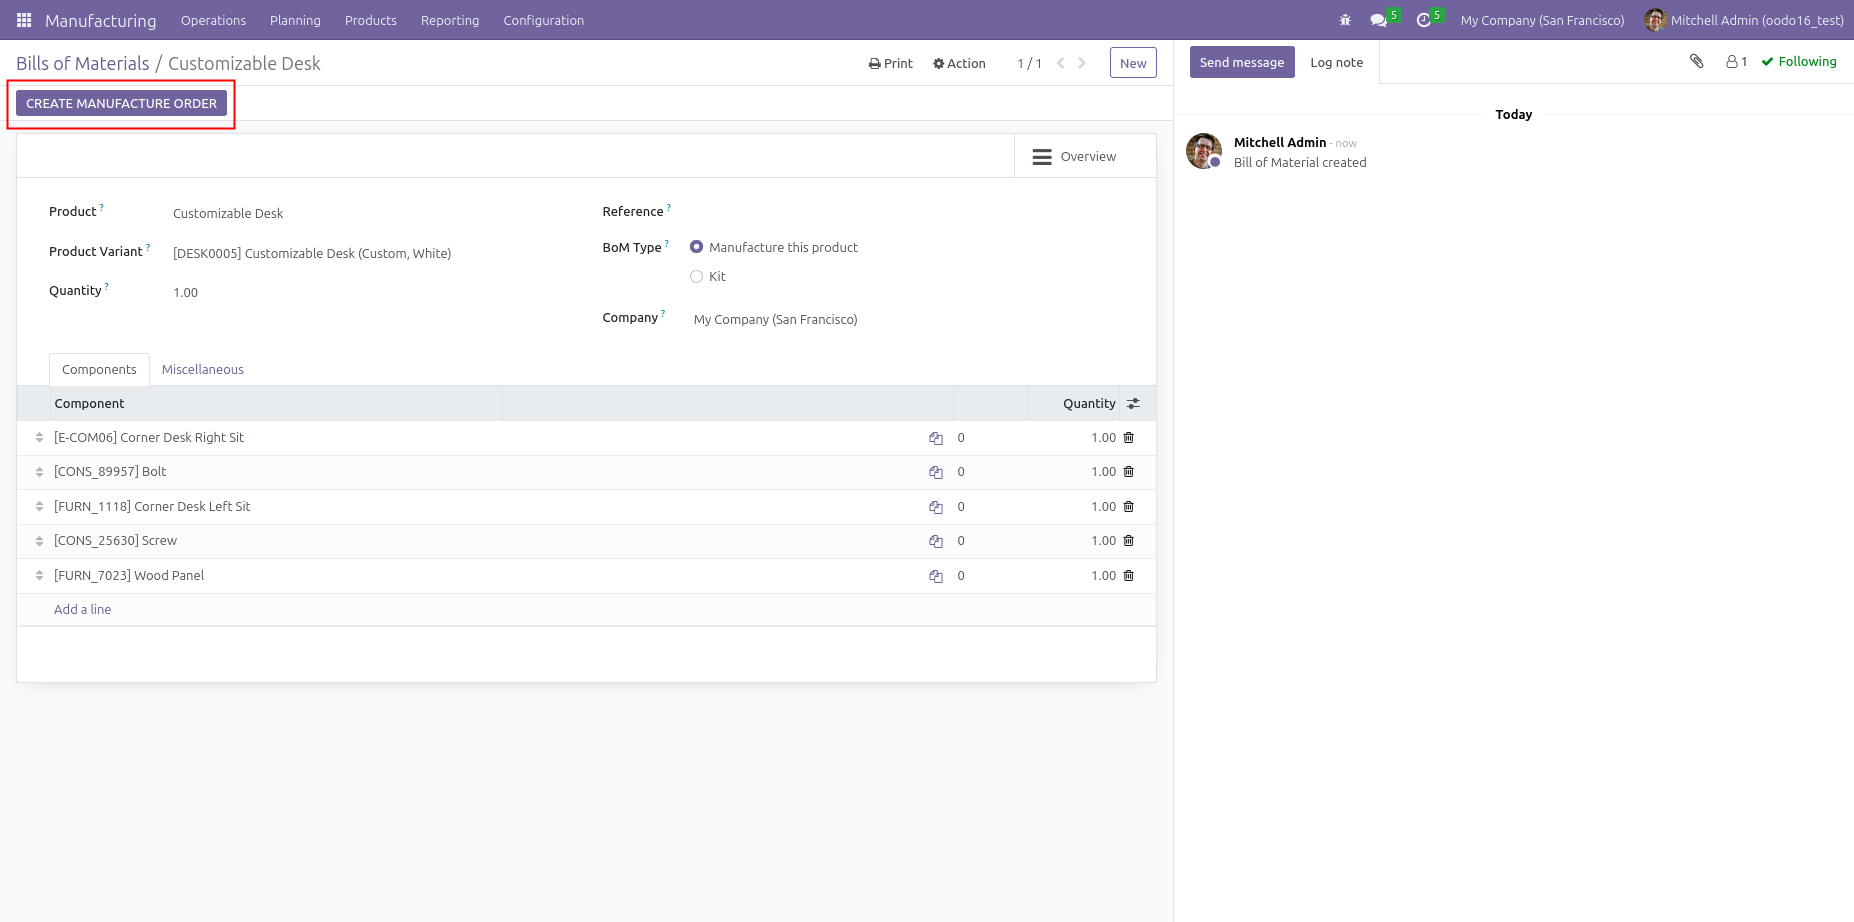 Manufacturing Operations Planning Products Reporting Configuration 5 5 My Company (San Francisco) Mitchell Admin (oodo16_test)
Bills of Materials / Customizable Desk Print Action 1 / 1 New
CREATE MANUFACTURE ORDER
Overview
Product ? Customizable Desk
Product Variant ? [DESK0005] Customizable Desk (Custom, White)
Quantity ? 1.00
Reference ?
BoM Type ? Manufacture this product
Kit
Company ? My Company (San Francisco)
Components Miscellaneous
Component Quantity
[E-COM06] Corner Desk Right Sit 0 1.00
[CONS_89957] Bolt 0 1.00
[FURN_1118] Corner Desk Left Sit 0 1.00
[CONS_25630] Screw 0 1.00
[FURN_7023] Wood Panel 0 1.00
Add a line
Send message Log note 1 Following
Today
Mitchell Admin - now
Bill of Material created